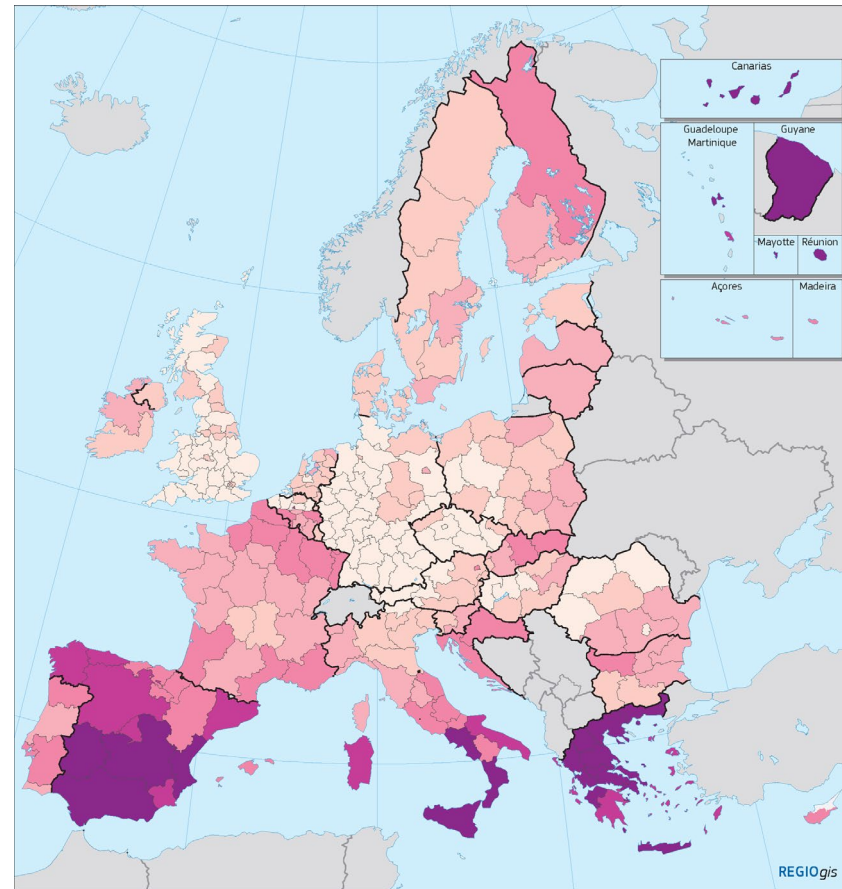 Canarias
Guadeloupe
Martinique
Guyane
Mayotte
Réunion
Açores
Madeira
REGIOgis